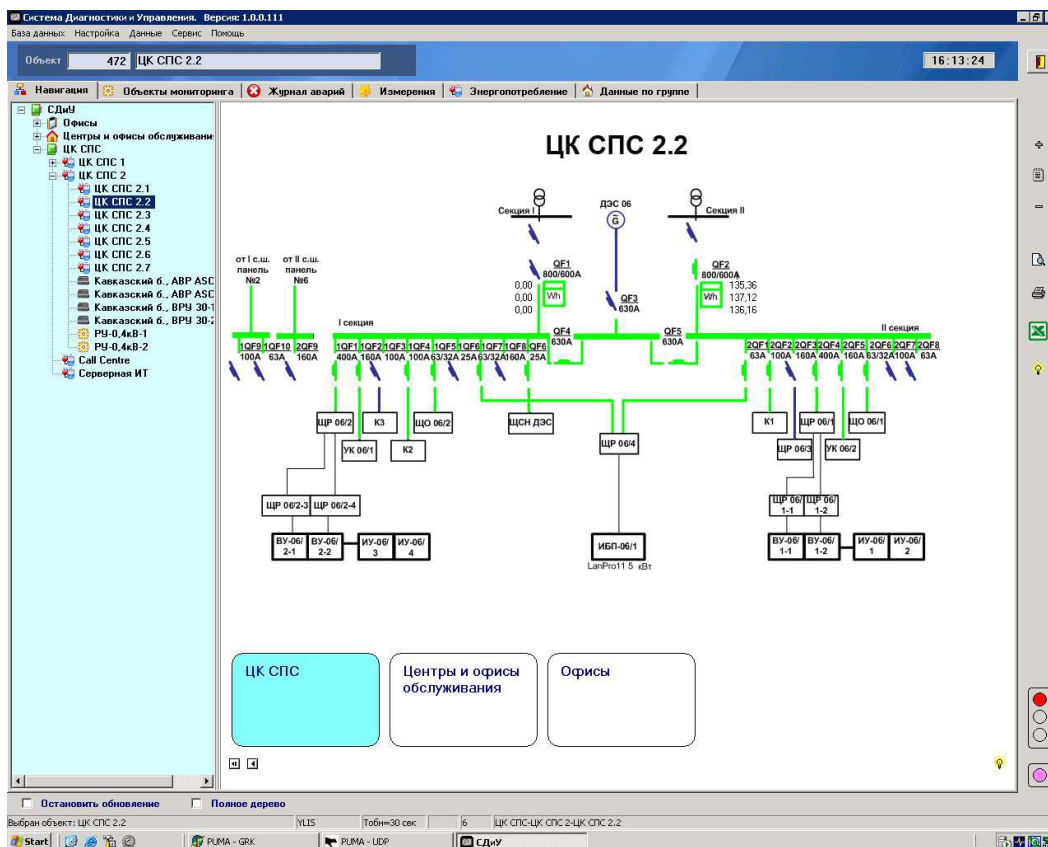 Система Диагностики и Управления. Версия: 1.0.0.111
База данных Настройка Данные Сервис Помощь
Объект 472 ЦК СПС 2.2 16:13:24
Навигация Объекты мониторинга Журнал аварий Измерения Энергопотребление Данные по группе
СДиУ
Офисы
Центры и офисы обслуживани
ЦК СПС
ЦК СПС 1
ЦК СПС 2
ЦК СПС 2.1
ЦК СПС 2.2
ЦК СПС 2.3
ЦК СПС 2.4
ЦК СПС 2.5
ЦК СПС 2.6
ЦК СПС 2.7
Кавказский б., АВР ASC
Кавказский б., АВР ASC
Кавказский б., ВРУ 30-1
Кавказский б., ВРУ 30-2
РУ-0,4кВ-1
РУ-0,4кВ-2
Call Centre
Серверная ИТ
ЦК СПС 2.2
Секция I ДЭС 06 Секция II
G
от I с.ш. от II с.ш.
панель панель
№2 №6
QF1 QF2
800/600А 800/600А
0,00 135,36
0,00 Wh Wh 137,12
0,00 136,16
QF3
630А
I секция QF4 QF5 II секция
630А 630А
1QF9 1QF10 2QF9 1QF1 1QF2 1QF3 1QF4 1QF5 1QF6 1QF7 1QF8 QF6 2QF1 2QF2 2QF3 2QF4 2QF5 2QF6 2QF7 2QF8
100А 63А 160А 400А 160А 100А 100А 63/32А 25А 63/32А 160А 25А 63А 100А 160А 400А 160А 63/32А 100А 63А
ЩР 06/2 К3 ЩО 06/2 ЩСН ДЭС К1 ЩР 06/1 ЩО 06/1
УК 06/1 К2 ЩР 06/4 ЩР 06/3 УК 06/2
ЩР 06/2-3 ЩР 06/2-4 ЩР 06/ ЩР 06/
1-1 1-2
ВУ-06/ ВУ-06/ ИУ-06/ ИУ-06/ ИБП-06/1 ВУ-06/ ВУ-06/ ИУ-06/ ИУ-06/
2-1 2-2 3 4 1-1 1-2 1 2
LanPro11 5 кВт
ЦК СПС Центры и офисы Офисы
обслуживания
Остановить обновление Полное дерево
Выбран объект: ЦК СПС 2.2 YLIS Тобн=30 сек 6 ЦК СПС-ЦК СПС 2-ЦК СПС 2.2
Start PUMA - GRK PUMA - UDP СДиУ